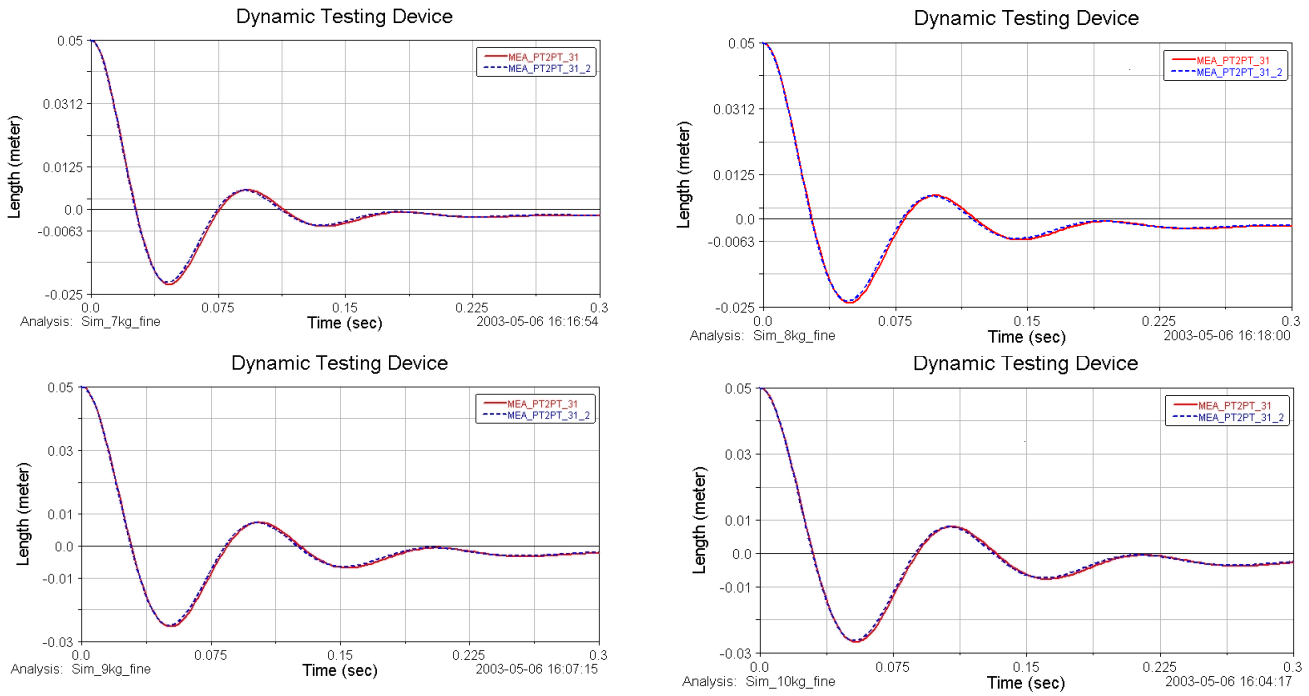 Dynamic Testing Device
0.05
0.0312
0.0125
0.0
-0.0063
-0.025
Length (meter)
MEA_PT2PT_31
MEA_PT2PT_31_2
0.0 0.075 0.15 0.225 0.3
Analysis: Sim_7kg_fine Time (sec) 2003-05-06 16:16:54
Dynamic Testing Device
0.05
0.0312
0.0125
0.0
-0.0063
-0.025
Length (meter)
MEA_PT2PT_31
MEA_PT2PT_31_2
0.0 0.075 0.15 0.225 0.3
Analysis: Sim_8kg_fine Time (sec) 2003-05-06 16:18:00
Dynamic Testing Device
0.05
0.03
0.01
0.0
-0.01
-0.03
Length (meter)
MEA_PT2PT_31
MEA_PT2PT_31_2
0.0 0.075 0.15 0.225 0.3
Analysis: Sim_9kg_fine Time (sec) 2003-05-06 16:07:15
Dynamic Testing Device
0.05
0.03
0.01
0.0
-0.01
-0.03
Length (meter)
MEA_PT2PT_31
MEA_PT2PT_31_2
0.0 0.075 0.15 0.225 0.3
Analysis: Sim_10kg_fine Time (sec) 2003-05-06 16:04:17